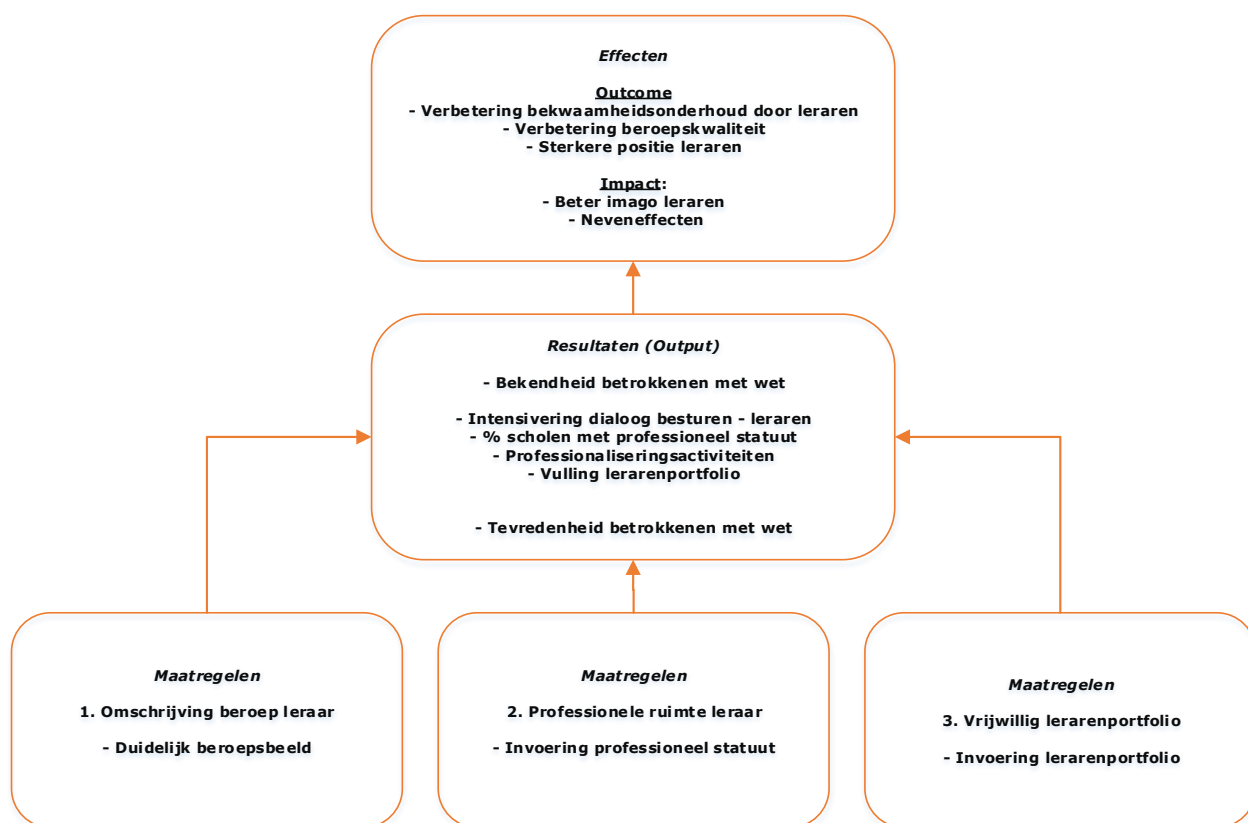 Effecten
Outcome
- Verbetering bekwaamheidsonderhoud door leraren
- Verbetering beroepskwaliteit
- Sterkere positie leraren
Impact:
- Beter imago leraren
- Neveneffecten
Resultaten (Output)
- Bekendheid betrokkenen met wet
- Intensivering dialoog besturen - leraren
- % scholen met professioneel statuut
- Professionaliseringsactiviteiten
- Vulling lerarenportfolio
- Tevredenheid betrokkenen met wet
Maatregelen
1. Omschrijving beroep leraar
- Duidelijk beroepsbeeld
Maatregelen
2. Professionele ruimte leraar
- Invoering professioneel statuut
Maatregelen
3. Vrijwillig lerarenportfolio
- Invoering lerarenportfolio